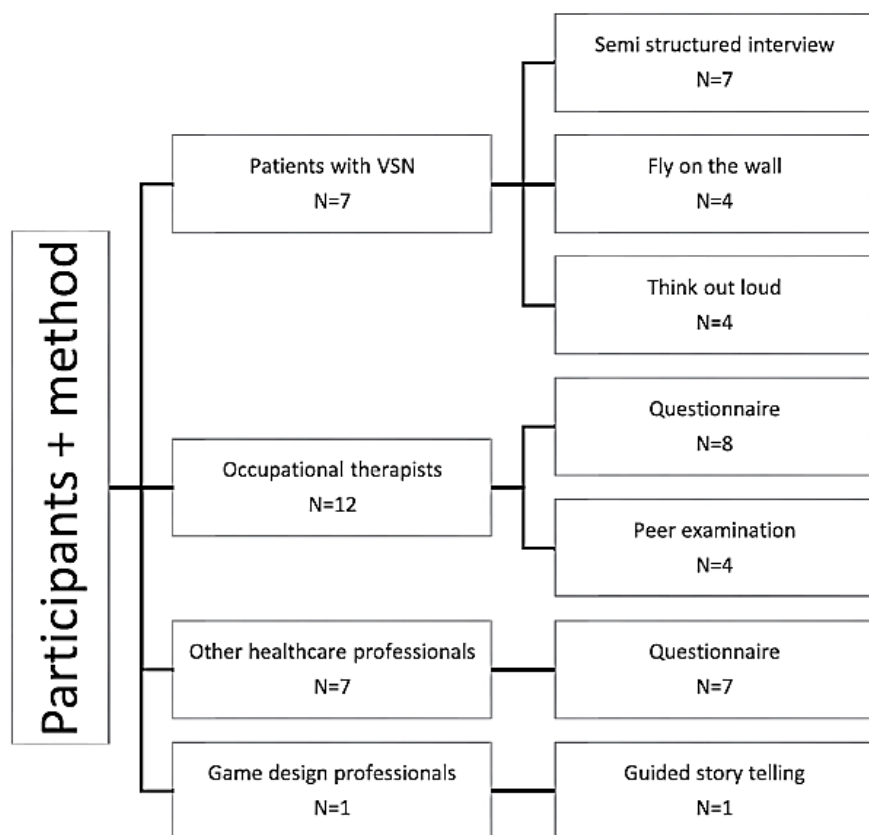 Participants + method
Patients with VSN
N=7
Semi structured interview
N=7
Fly on the wall
N=4
Think out loud
N=4
Occupational therapists
N=12
Questionnaire
N=8
Peer examination
N=4
Other healthcare professionals
N=7
Questionnaire
N=7
Game design professionals
N=1
Guided story telling
N=1